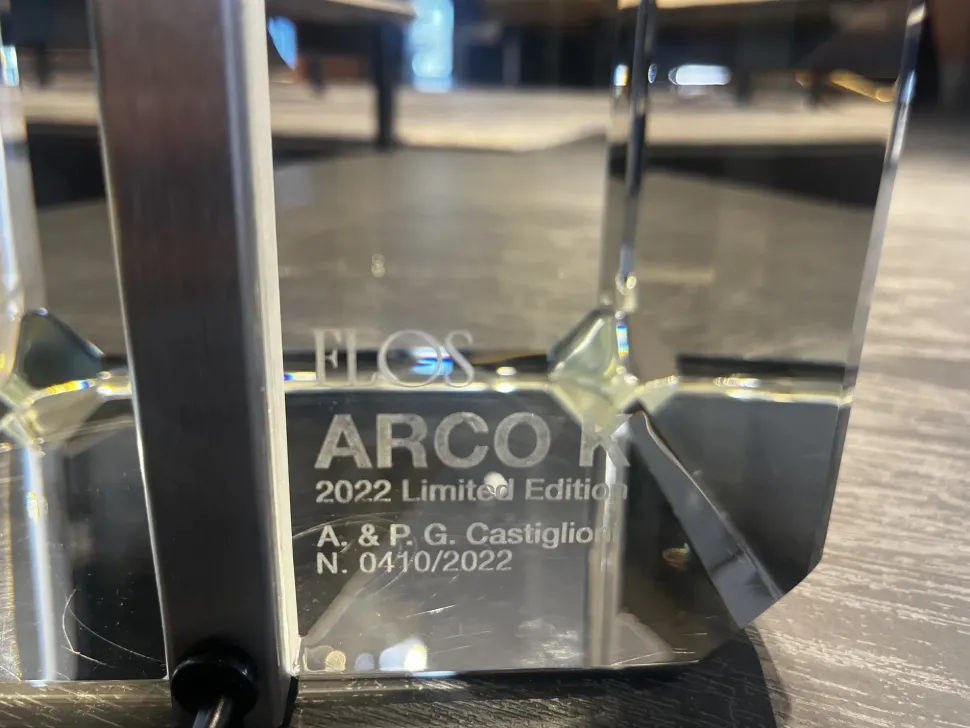 FLOS
ARCO K
2022 Limited Edition
A. & P. G. Castiglioni
N. 0410/2022